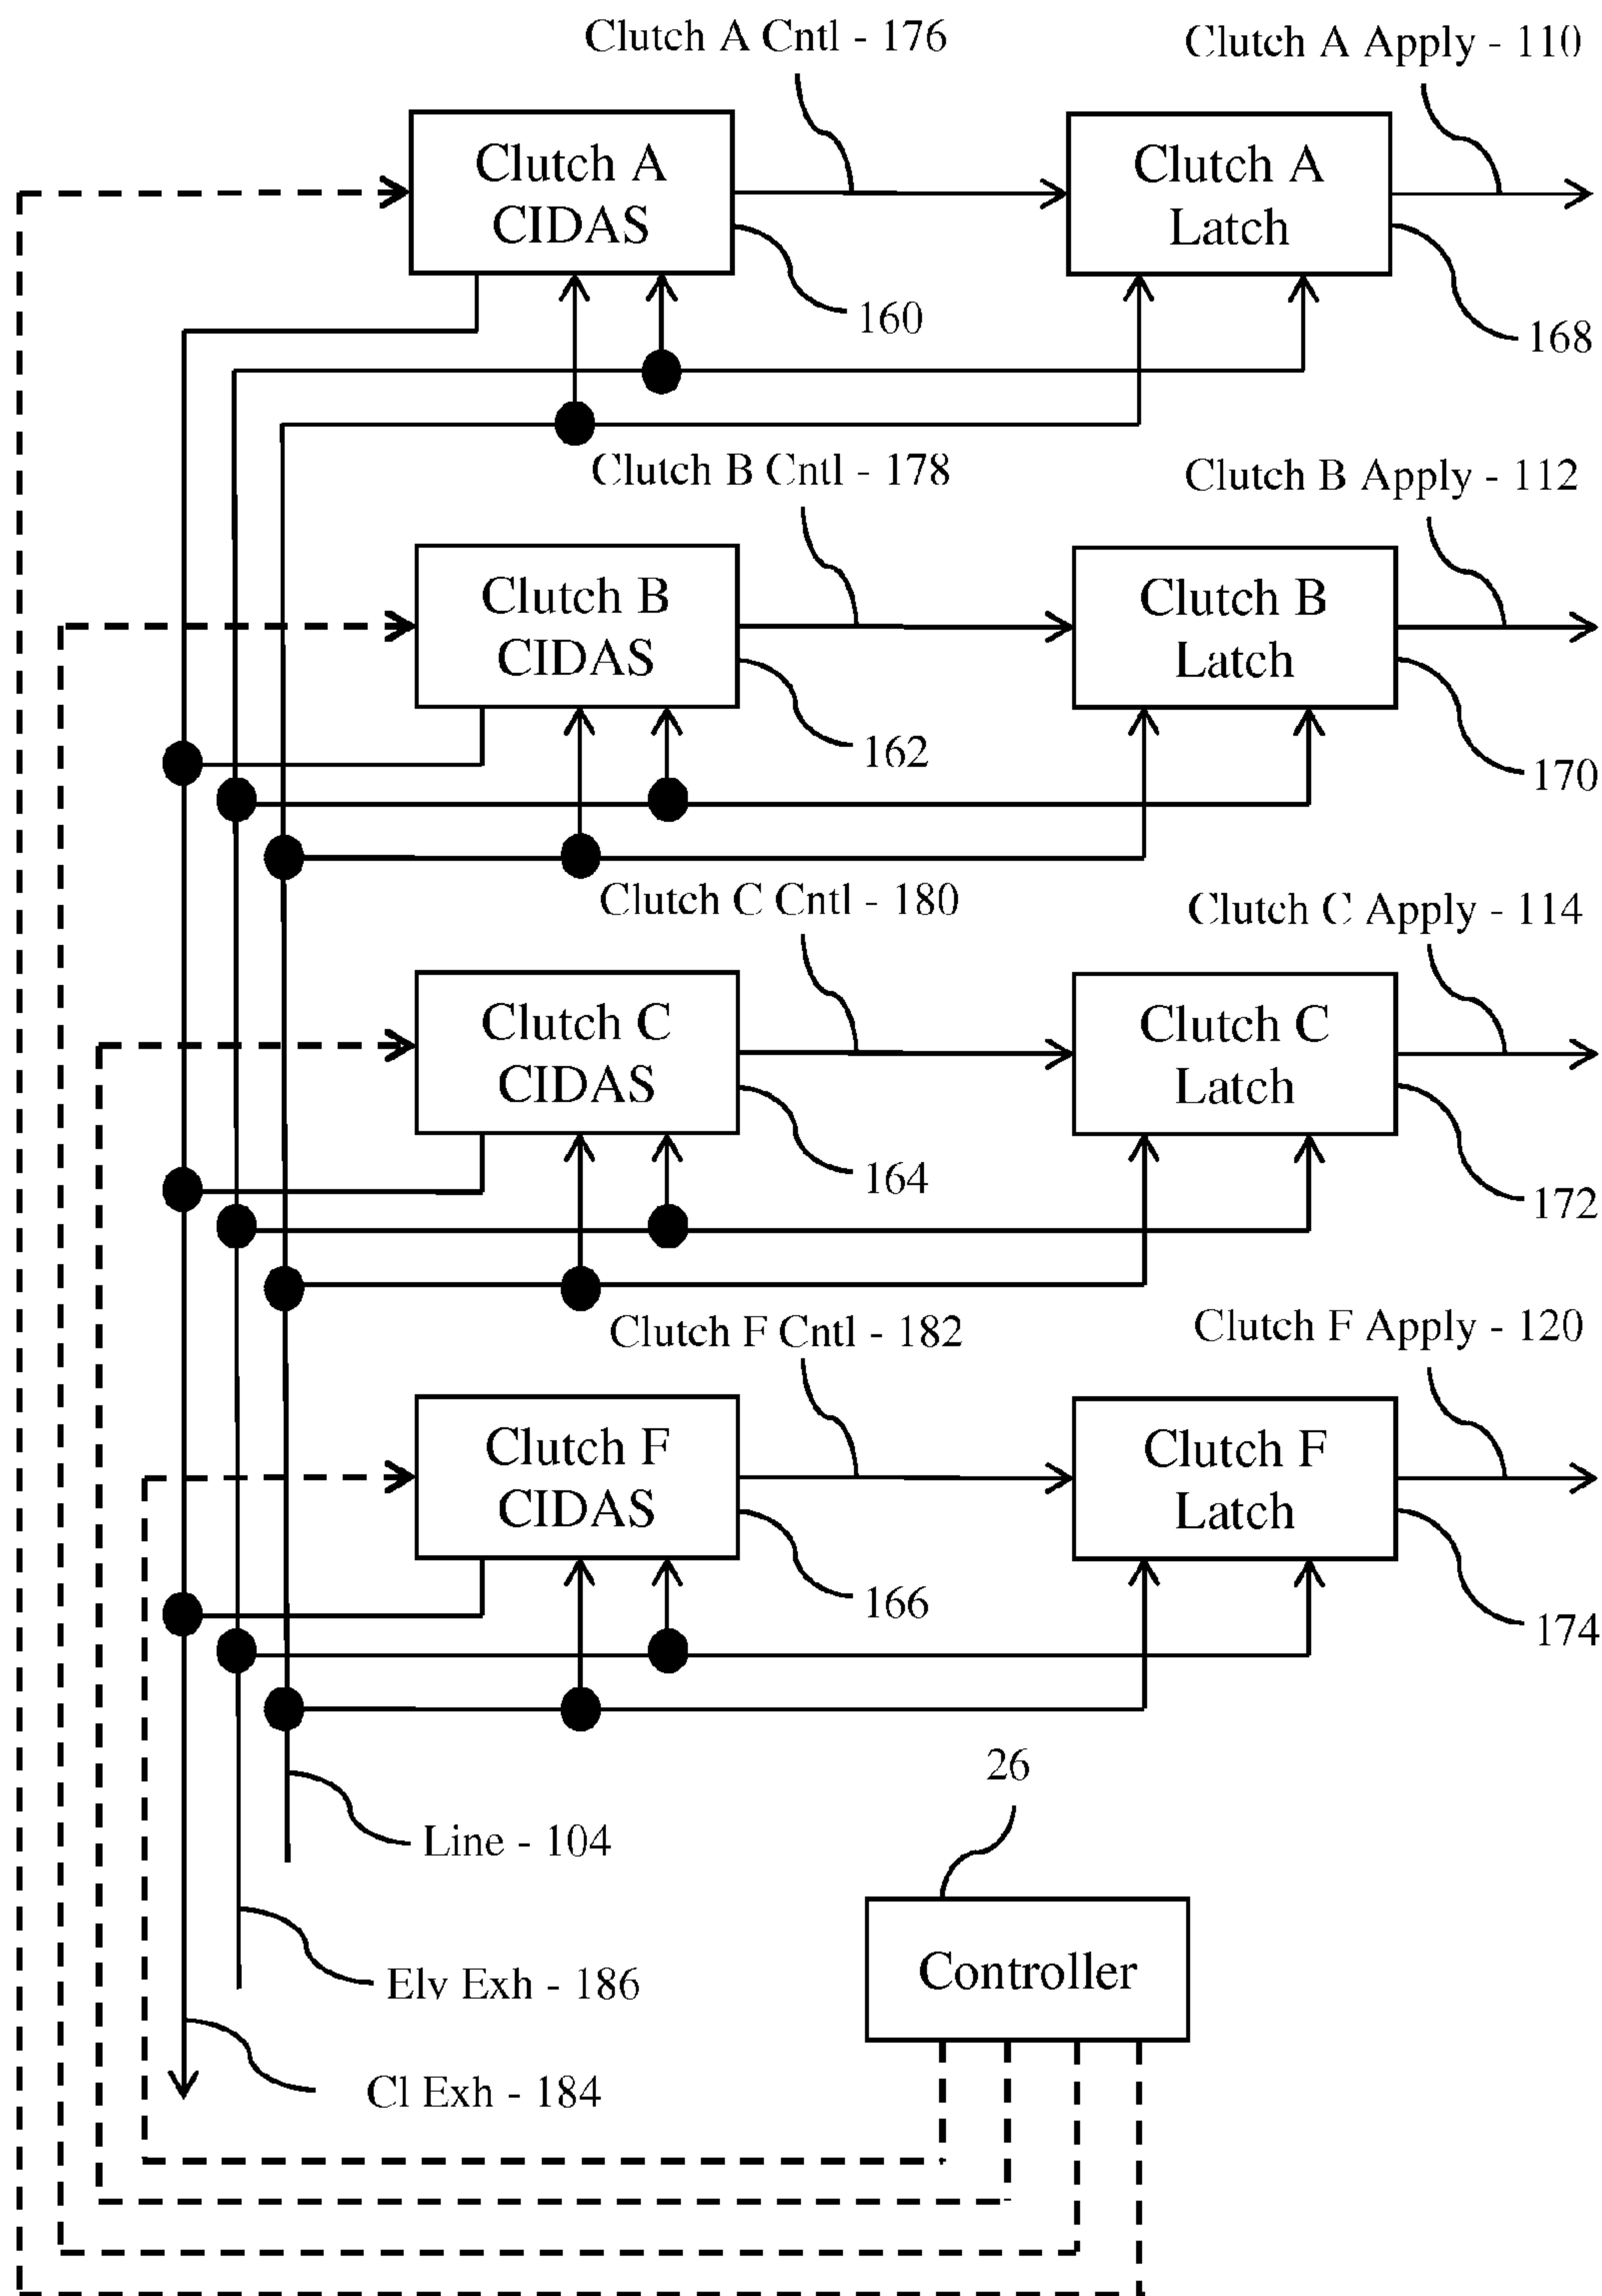 Clutch A Cntl - 176
Clutch A Apply - 110
Clutch A
CIDAS
Clutch A
Latch
160
168
Clutch B Cntl - 178
Clutch B Apply - 112
Clutch B
CIDAS
Clutch B
Latch
162
170
Clutch C Cntl - 180
Clutch C Apply - 114
Clutch C
CIDAS
Clutch C
Latch
164
172
Clutch F Cntl - 182
Clutch F Apply - 120
Clutch F
CIDAS
Clutch F
Latch
166
174
26
Line - 104
Controller
Elv Exh - 186
Cl Exh - 184